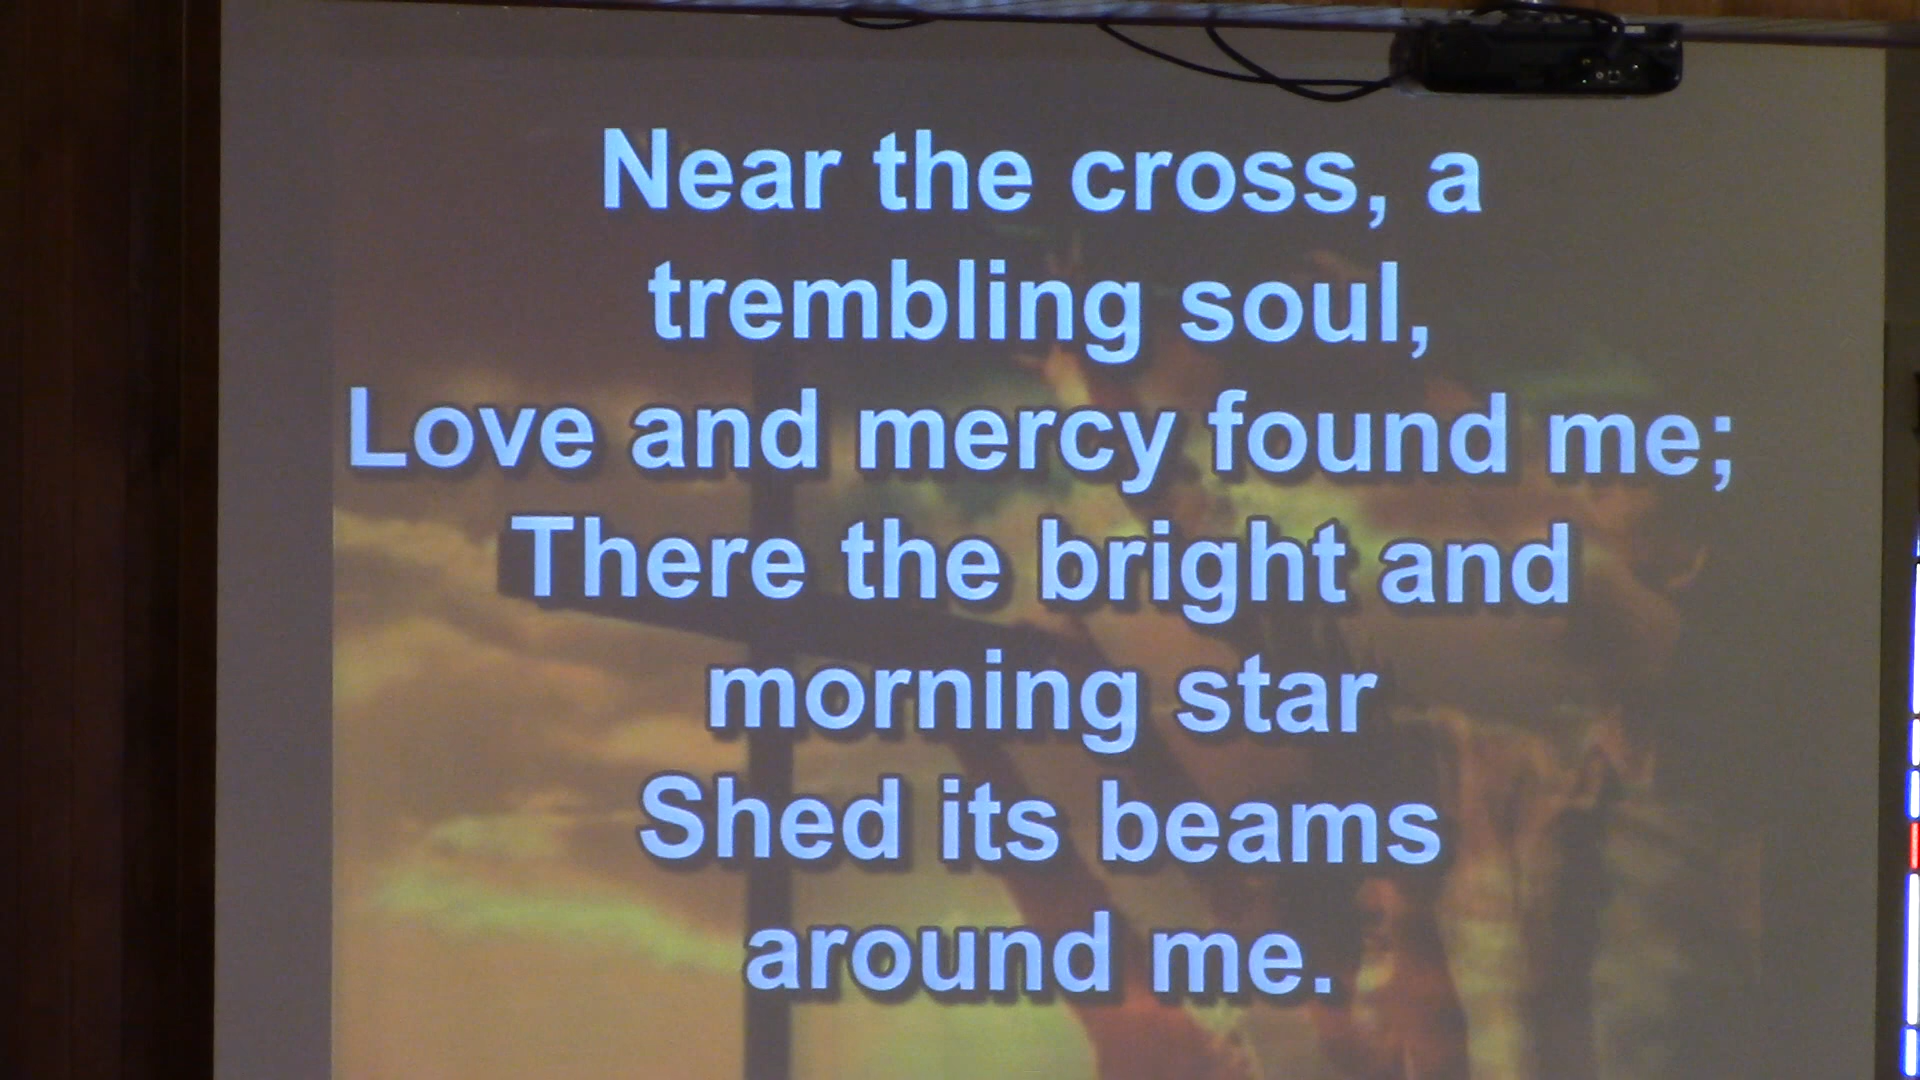 Near the cross, a
trembling soul,
Love and mercy found me;
There the bright and
morning star
Shed its beams
around me.